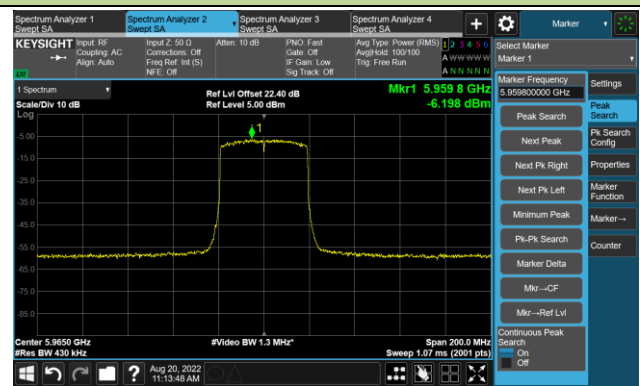 Spectrum Analyzer 1
Swept SA
Spectrum Analyzer 2
Swept SA
Spectrum Analyzer 3
Swept SA
Spectrum Analyzer 4
Swept SA
+
Marker
KEYSIGHT
Input: RF
Coupling: AC
Align: Auto
Input Z: 50 Ω
Corrections: Off
Freq Ref: Int (S)
NFE: Off
Atten: 10 dB
PNO: Fast
Gate: Off
IF Gain: Low
Sig Track: Off
Avg Type: Power (RMS)
Avg|Hold: 100/100
Trig: Free Run
1 2 3 4 5 6
A W W W W W
A N N N N N
LXI
Select Marker
Marker 1
1 Spectrum
Scale/Div 10 dB
Log
Ref Lvl Offset 22.40 dB
Ref Level 5.00 dBm
Mkr1 5.959 8 GHz
-6.198 dBm
1
-5.00
-15.0
-25.0
-35.0
-45.0
-55.0
-65.0
-75.0
-85.0
Center 5.9650 GHz
#Res BW 430 kHz
#Video BW 1.3 MHz*
Span 200.0 MHz
Sweep 1.07 ms (2001 pts)
Marker Frequency
5.959800000 GHz
Peak Search
Next Peak
Next Pk Right
Next Pk Left
Minimum Peak
Pk-Pk Search
Marker Delta
Mkr→CF
Mkr→Ref Lvl
Continuous Peak
Search
On
Off
Settings
Peak
Search
Pk Search
Config
Properties
Marker
Function
Marker→
Counter
?
Aug 20, 2022
11:13:48 AM